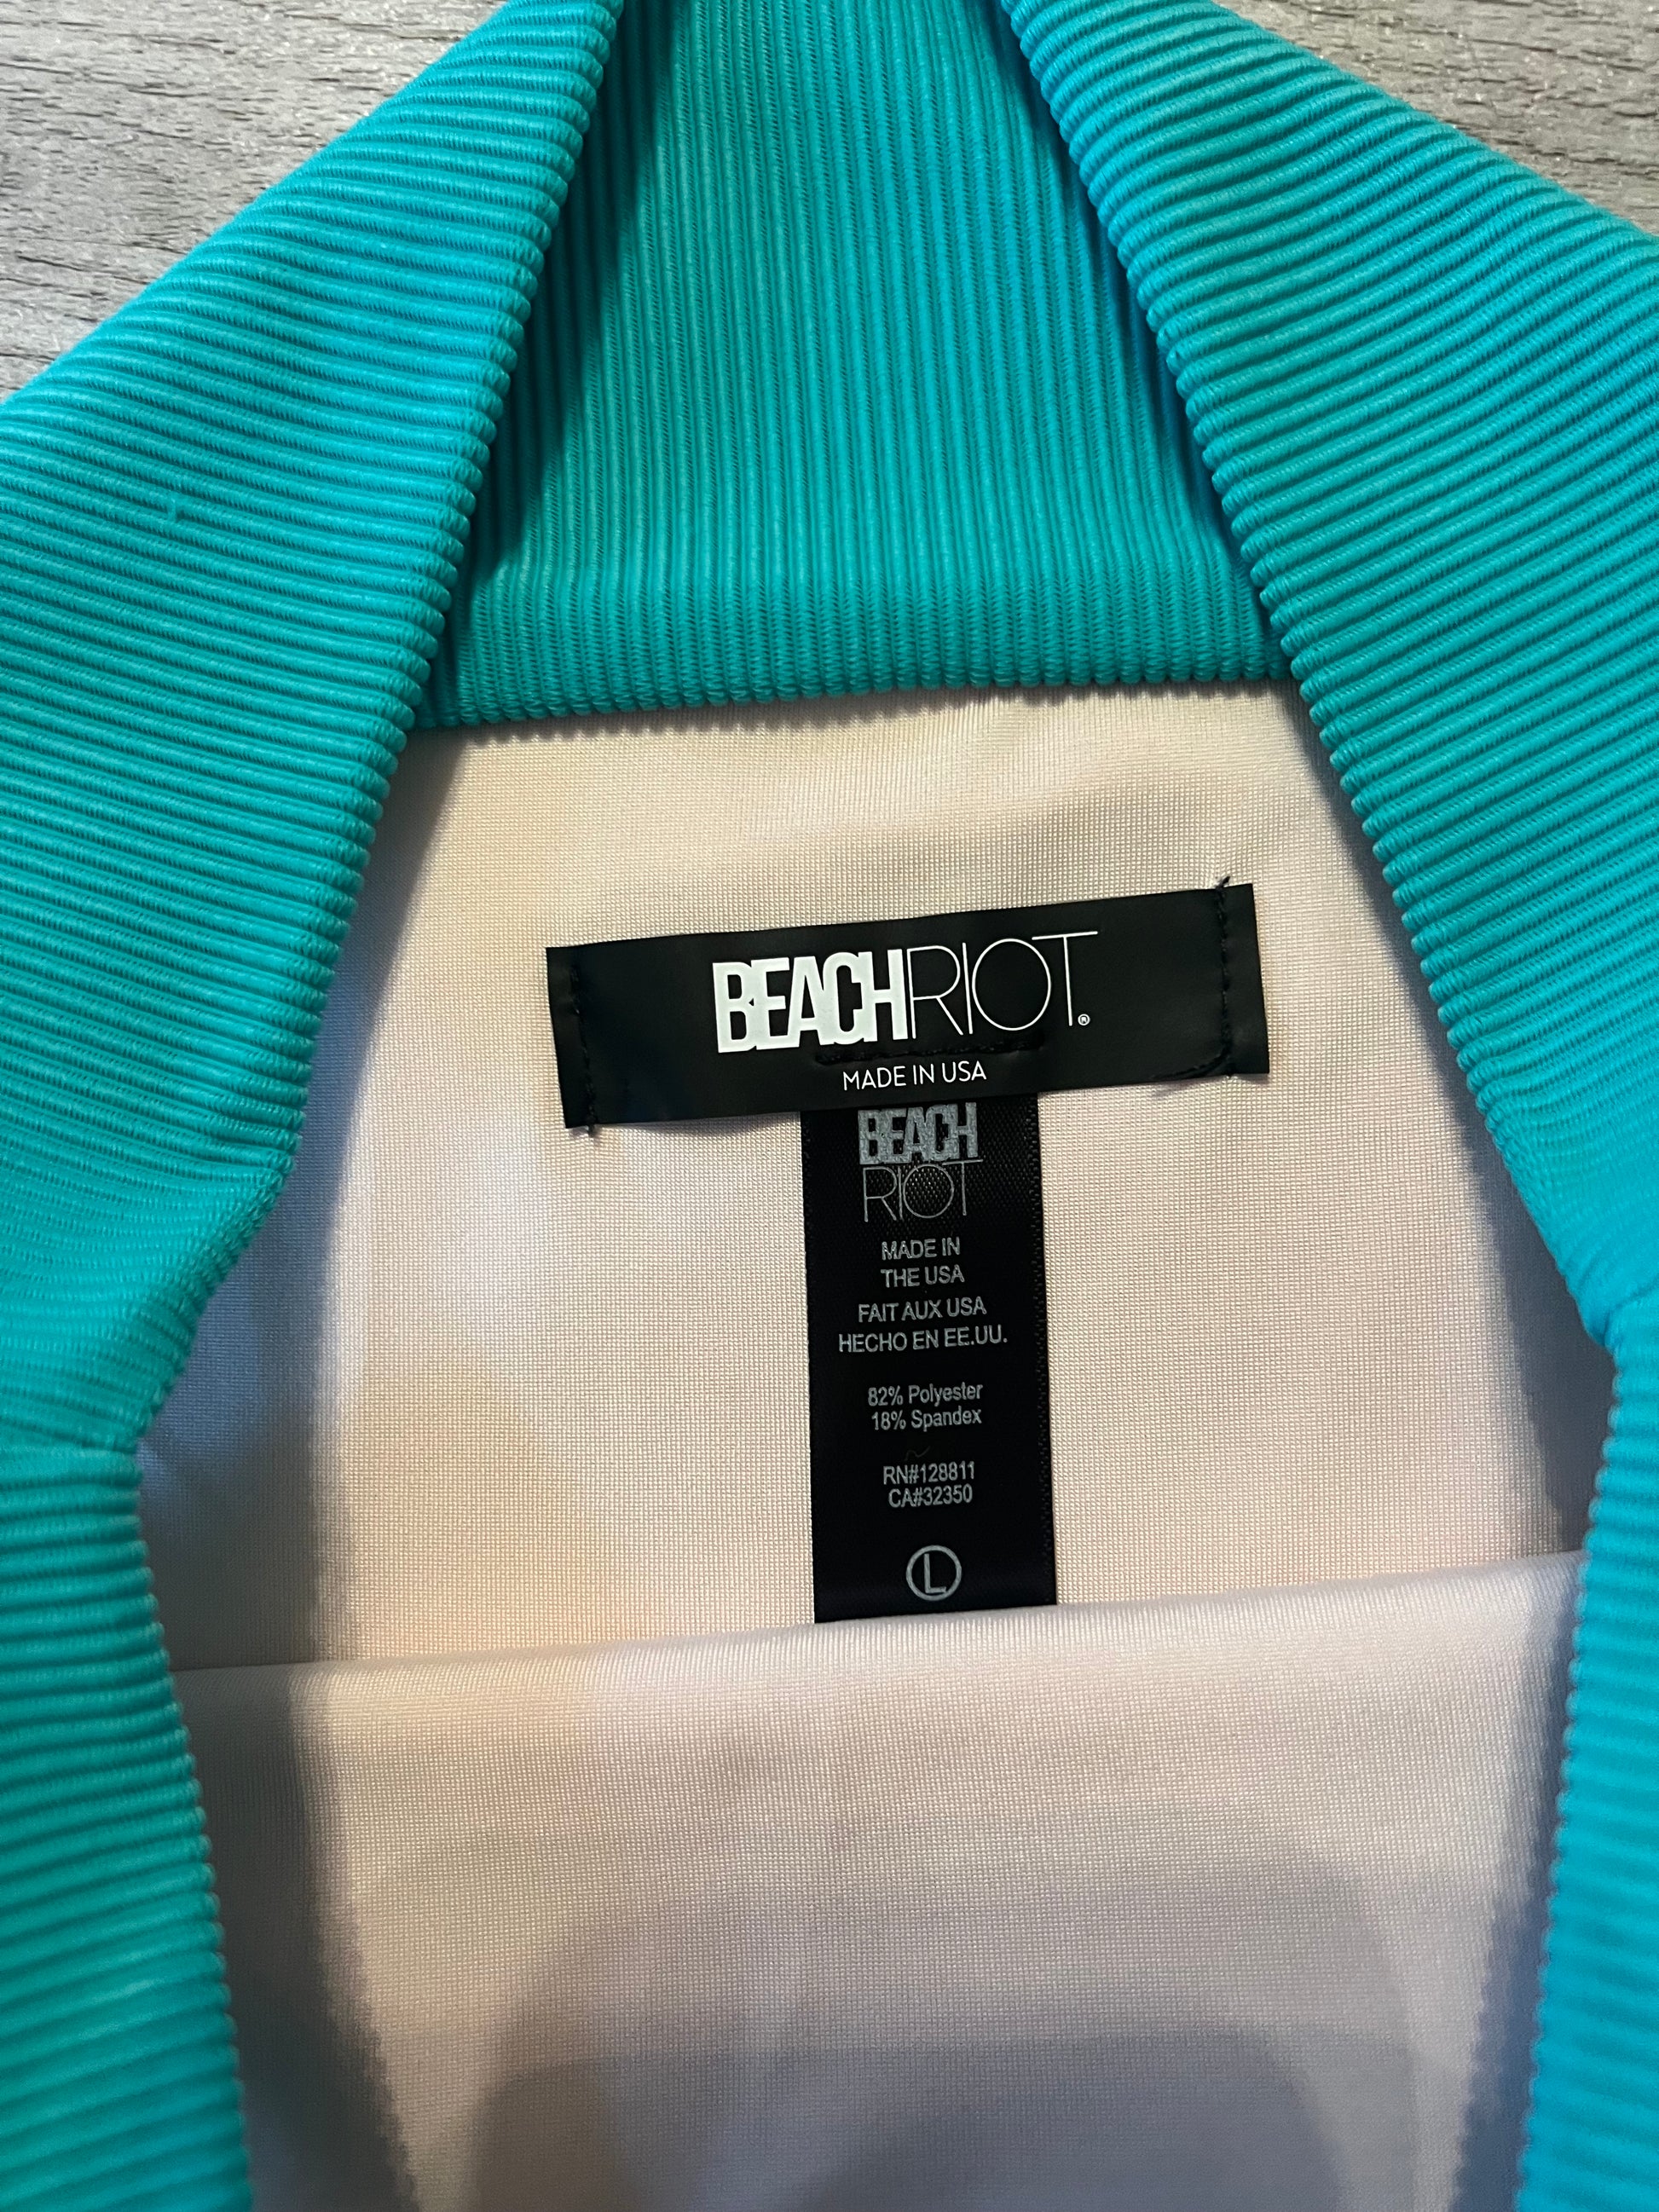 BEACHRIOT®
MADE IN USA
BEACH
RIOT
MADE IN
THE USA
FAIT AUX USA
HECHO EN EE.UU.
82% Polyester
18% Spandex
RN#128811
CA#32350
L